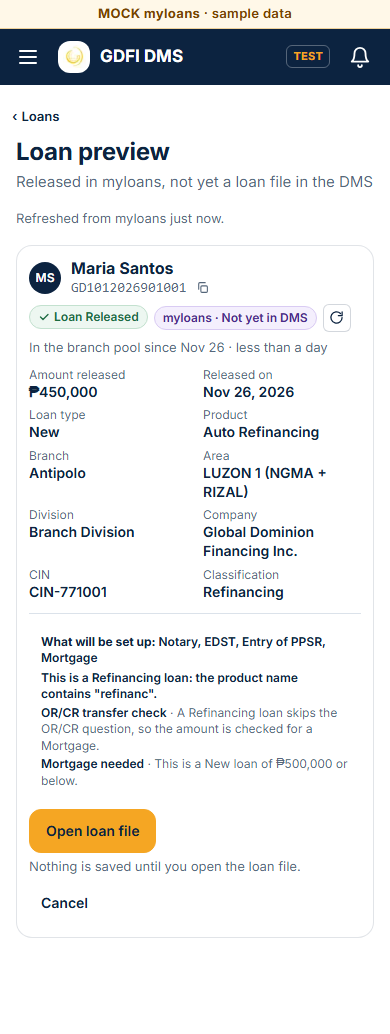 MOCK myloans · sample data
GDFI DMS
TEST
‹ Loans
Loan preview
Released in myloans, not yet a loan file in the DMS
Refreshed from myloans just now.
MS
Maria Santos
GD1012026901001
✓ Loan Released
myloans · Not yet in DMS
In the branch pool since Nov 26 · less than a day
Amount released
₱450,000
Released on
Nov 26, 2026
Loan type
New
Product
Auto Refinancing
Branch
Antipolo
Area
LUZON 1 (NGMA +
RIZAL)
Division
Branch Division
Company
Global Dominion
Financing Inc.
CIN
CIN-771001
Classification
Refinancing
What will be set up: Notary, EDST, Entry of PPSR,
Mortgage
This is a Refinancing loan: the product name
contains "refinanc".
OR/CR transfer check · A Refinancing loan skips the
OR/CR question, so the amount is checked for a
Mortgage.
Mortgage needed · This is a New loan of ₱500,000 or
below.
Open loan file
Nothing is saved until you open the loan file.
Cancel